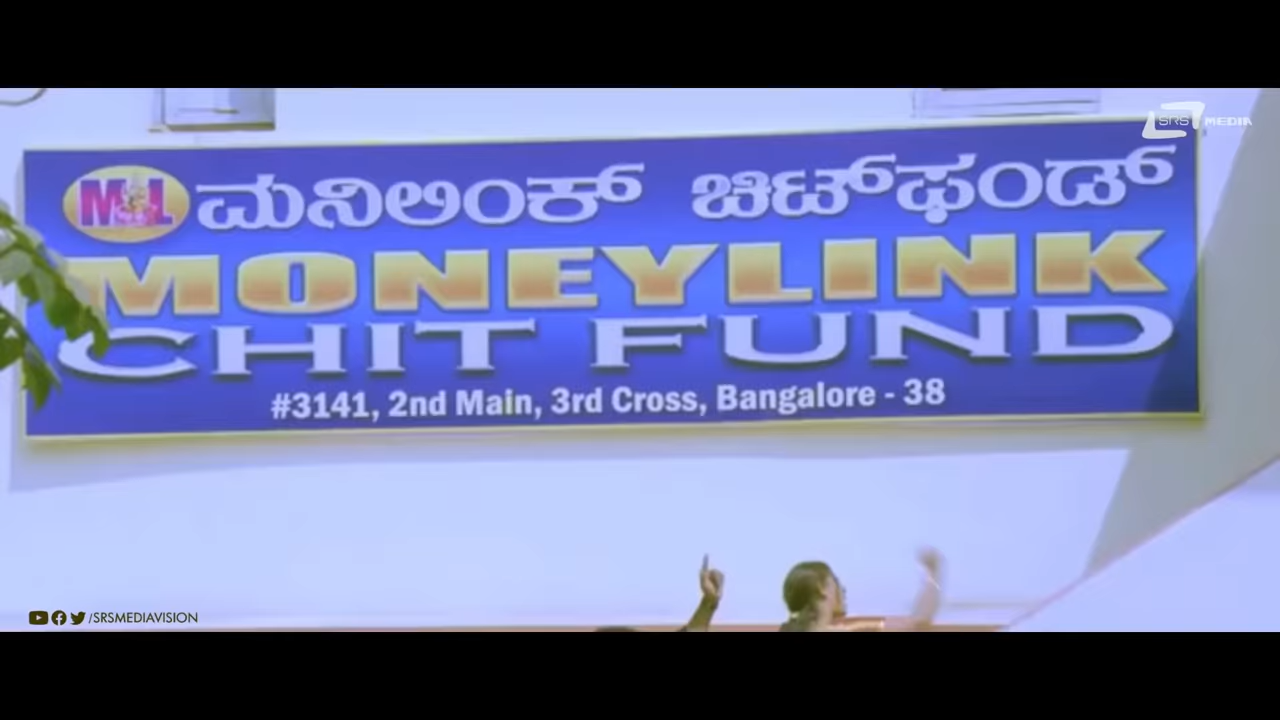 SRS MEDIA
M L ಮನಿಲಿಂಕ್ ಚಿಟ್‌ಫಂಡ್
MONEYLINK
CHIT FUND
#3141, 2nd Main, 3rd Cross, Bangalore - 38
/SRSMEDIAVISION